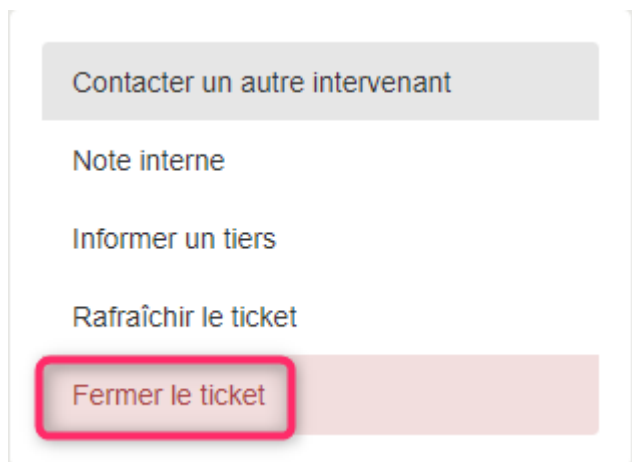 Contacter un autre intervenant
Note interne
Informer un tiers
Rafraîchir le ticket
Fermer le ticket